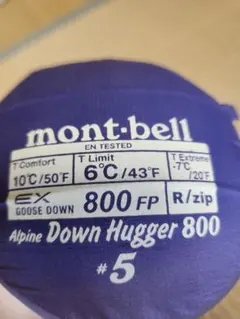 mont·bell
EN TESTED
T Comfort T Limit T Extreme
10℃/50°F 6℃/43°F -7℃/20°F
EX GOOSE DOWN 800 FP R/zip
Alpine Down Hugger 800
#5